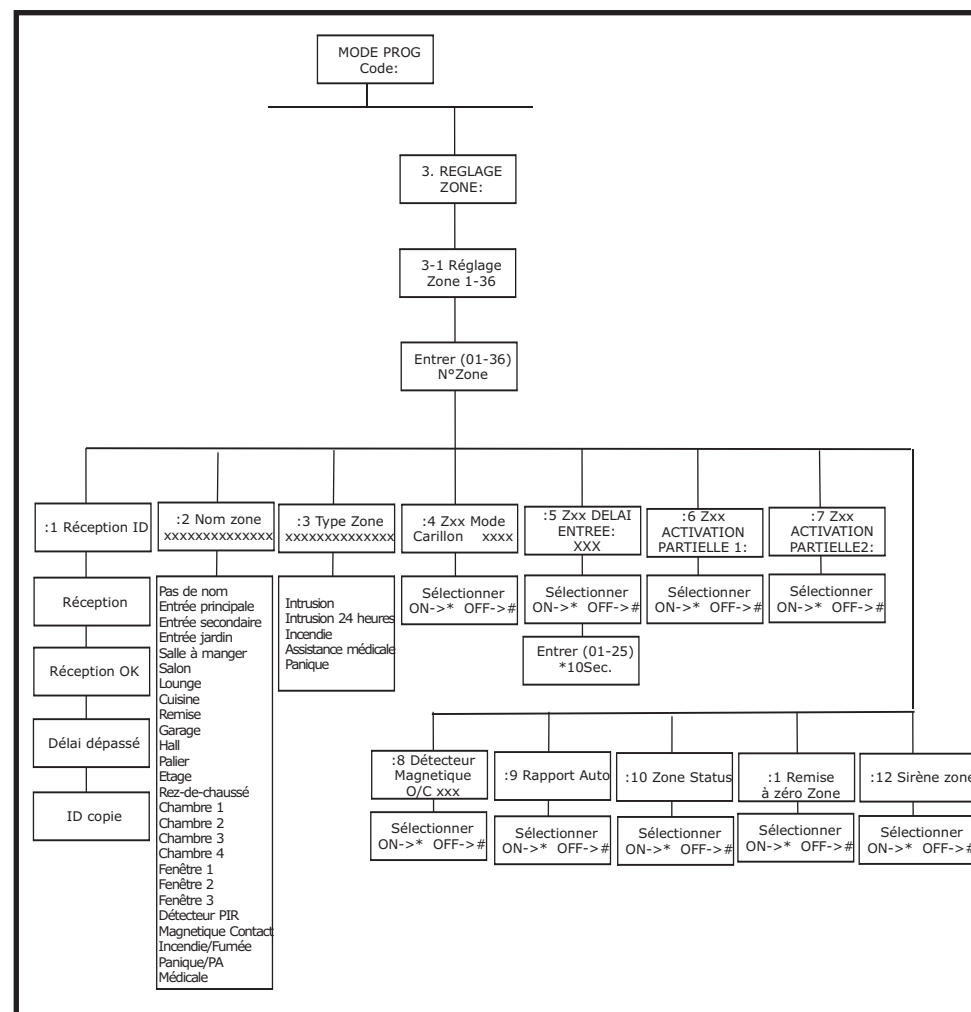 MODE PROG
Code:
3. REGLAGE
ZONE:
3-1 Réglage
Zone 1-36
Entrer (01-36)
N°Zone
:1 Réception ID
Réception
Réception OK
Délai dépassé
ID copie
:2 Nom zone
xxxxxxxxxxxxxx
Pas de nom
Entrée principale
Entrée secondaire
Entrée jardin
Salle à manger
Salon
Lounge
Cuisine
Remise
Garage
Hall
Palier
Etage
Rez-de-chaussé
Chambre 1
Chambre 2
Chambre 3
Chambre 4
Fenêtre 1
Fenêtre 2
Fenêtre 3
Détecteur PIR
Magnetique Contact
Incendie/Fumée
Panique/PA
Médicale
:3 Type Zone
xxxxxxxxxxxxxx
Intrusion
Intrusion 24 heures
Incendie
Assistance médicale
Panique
:4 Zxx Mode
Carillon xxxx
Sélectionner
ON->* OFF->#
:5 Zxx DELAI
ENTREE:
XXX
Sélectionner
ON->* OFF->#
Entrer (01-25)
*10Sec.
:6 Zxx
ACTIVATION
PARTIELLE 1:
Sélectionner
ON->* OFF->#
:7 Zxx
ACTIVATION
PARTIELLE2:
Sélectionner
ON->* OFF->#
:8 Détecteur
Magnetique
O/C xxx
Sélectionner
ON->* OFF->#
:9 Rapport Auto
Sélectionner
ON->* OFF->#
:10 Zone Status
Sélectionner
ON->* OFF->#
:1 Remise
à zéro Zone
Sélectionner
ON->* OFF->#
:12 Sirène zone
Sélectionner
ON->* OFF->#